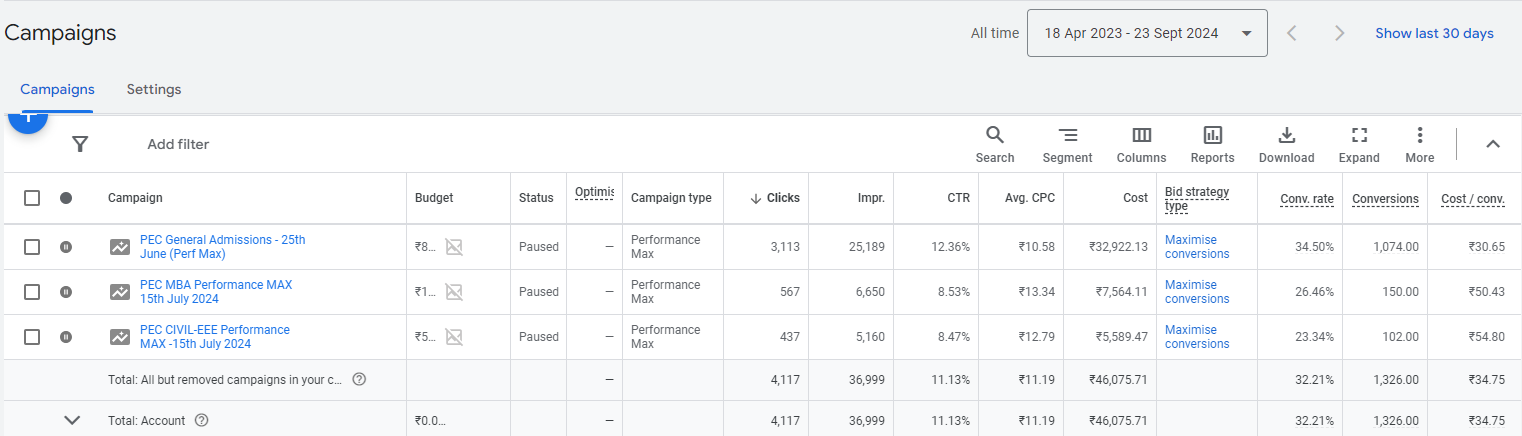 Campaigns
All time
18 Apr 2023 - 23 Sept 2024
Show last 30 days
Campaigns
Settings
Add filter
Search
Segment
Columns
Reports
Download
Expand
More
Campaign
Budget
Status
Optimis
Campaign type
Clicks
Impr.
CTR
Avg. CPC
Cost
Bid strategy
type
Conv. rate
Conversions
Cost / conv.
PEC General Admissions - 25th
June (Perf Max)
₹8…
Paused
—
Performance
Max
3,113
25,189
12.36%
₹10.58
₹32,922.13
Maximise
conversions
34.50%
1,074.00
₹30.65
PEC MBA Performance MAX
15th July 2024
₹1…
Paused
—
Performance
Max
567
6,650
8.53%
₹13.34
₹7,564.11
Maximise
conversions
26.46%
150.00
₹50.43
PEC CIVIL-EEE Performance
MAX -15th July 2024
₹5…
Paused
—
Performance
Max
437
5,160
8.47%
₹12.79
₹5,589.47
Maximise
conversions
23.34%
102.00
₹54.80
Total: All but removed campaigns in your c…
—
4,117
36,999
11.13%
₹11.19
₹46,075.71
32.21%
1,326.00
₹34.75
Total: Account
₹0.0…
—
4,117
36,999
11.13%
₹11.19
₹46,075.71
32.21%
1,326.00
₹34.75